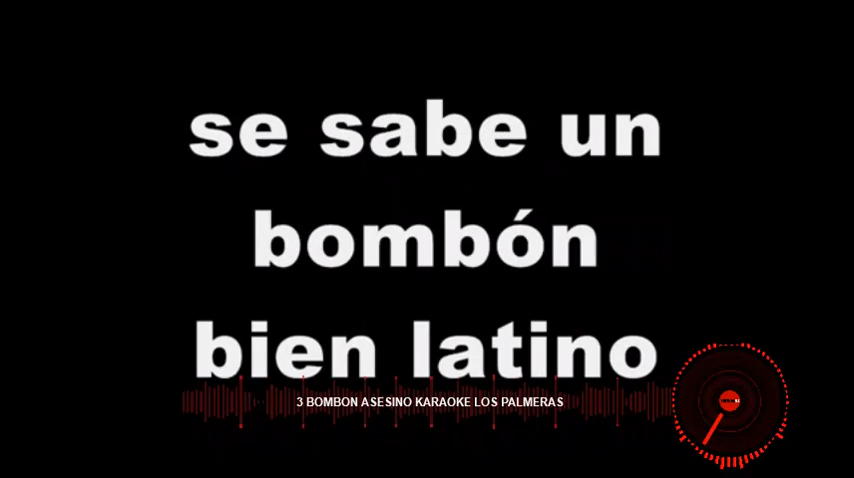 se sabe un
bombón
bien latino
3 BOMBON ASESINO KARAOKE LOS PALMERAS